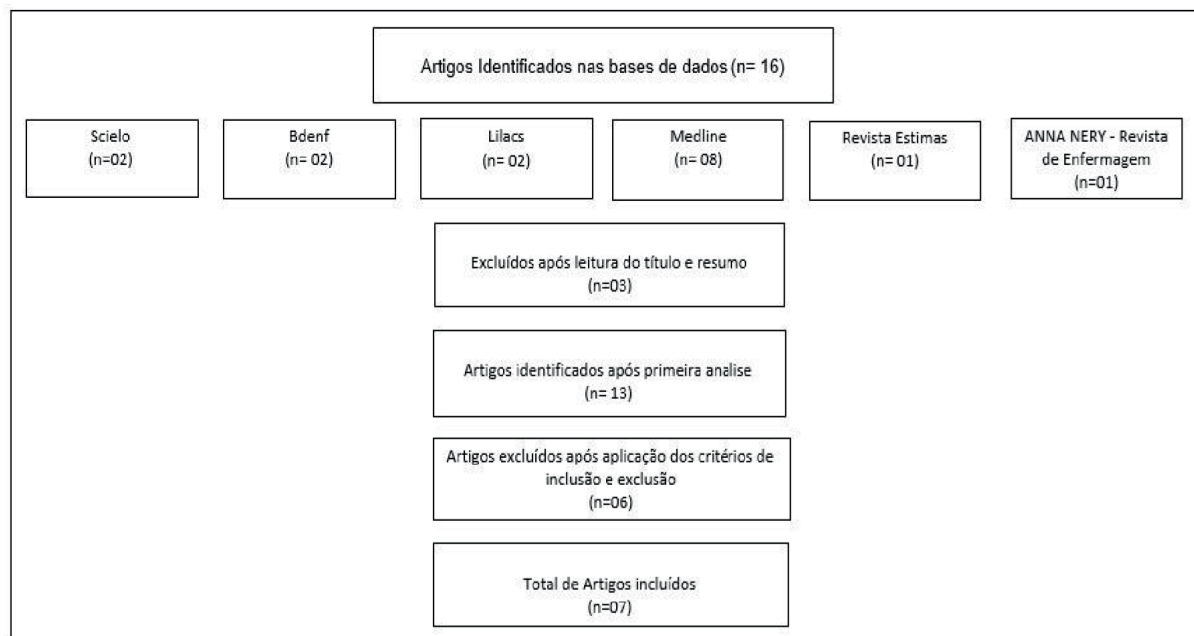 Artigos Identificados nas bases de dados (n= 16)
Scielo
(n=02)
Bdenf
(n= 02)
Lilacs
(n= 02)
Medline
(n= 08)
Revista Estimas
(n= 01)
ANNA NERY - Revista
de Enfermagem
(n=01)
Excluídos após leitura do título e resumo
(n=03)
Artigos identificados após primeira analise
(n= 13)
Artigos excluídos após aplicação dos critérios de
inclusão e exclusão
(n=06)
Total de Artigos incluídos
(n=07)